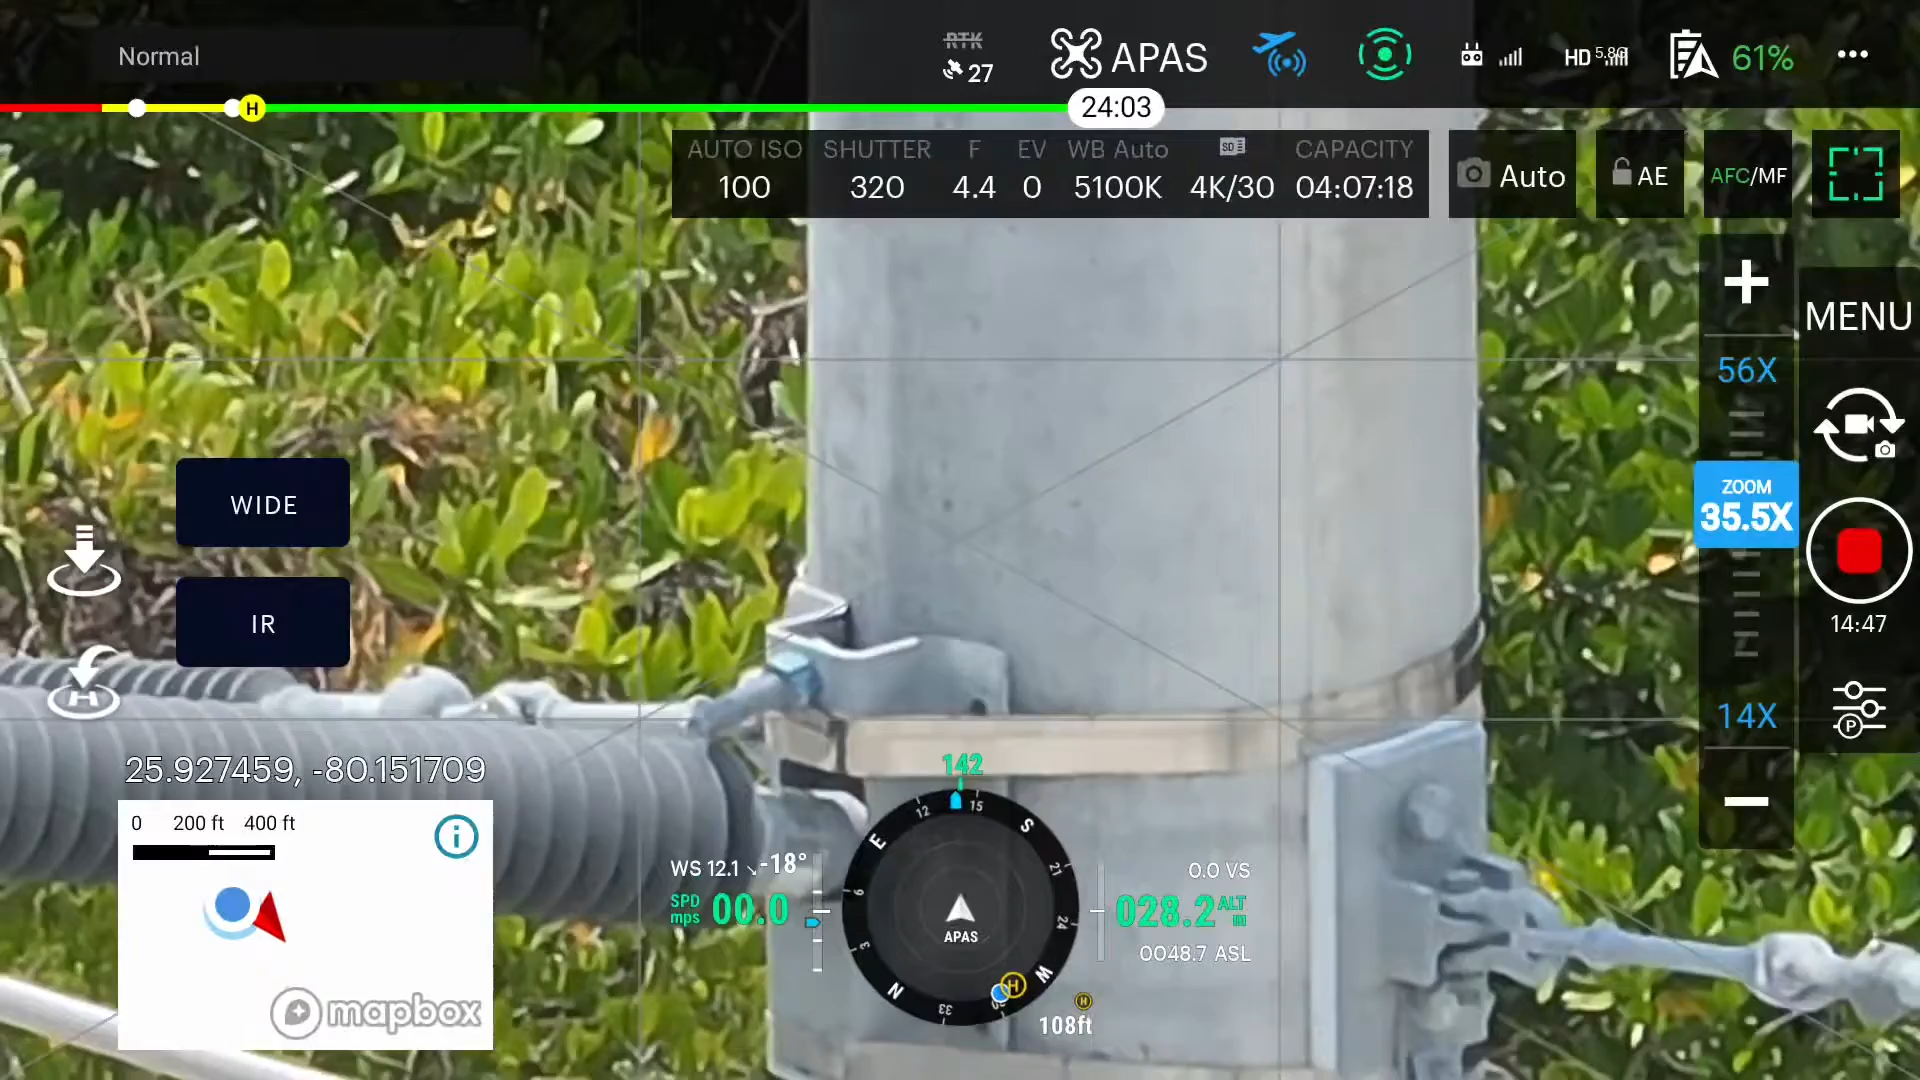 Normal
RTK
27
APAS
HD 5.8G
61%
24:03
AUTO ISO
100
SHUTTER
320
F
4.4
EV
0
WB Auto
5100K
SD
4K/30
CAPACITY
04:07:18
Auto
AE
AFC/MF
MENU
56X
ZOOM
35.5X
14X
14:47
WIDE
IR
25.927459, -80.151709
0 200 ft 400 ft
mapbox
142
WS 12.1
-18°
SPD
mps
00.0
12
15
S
21
24
W
33
N
3
6
E
APAS
H
108ft
0.0 VS
028.2 ALT
0048.7 ASL